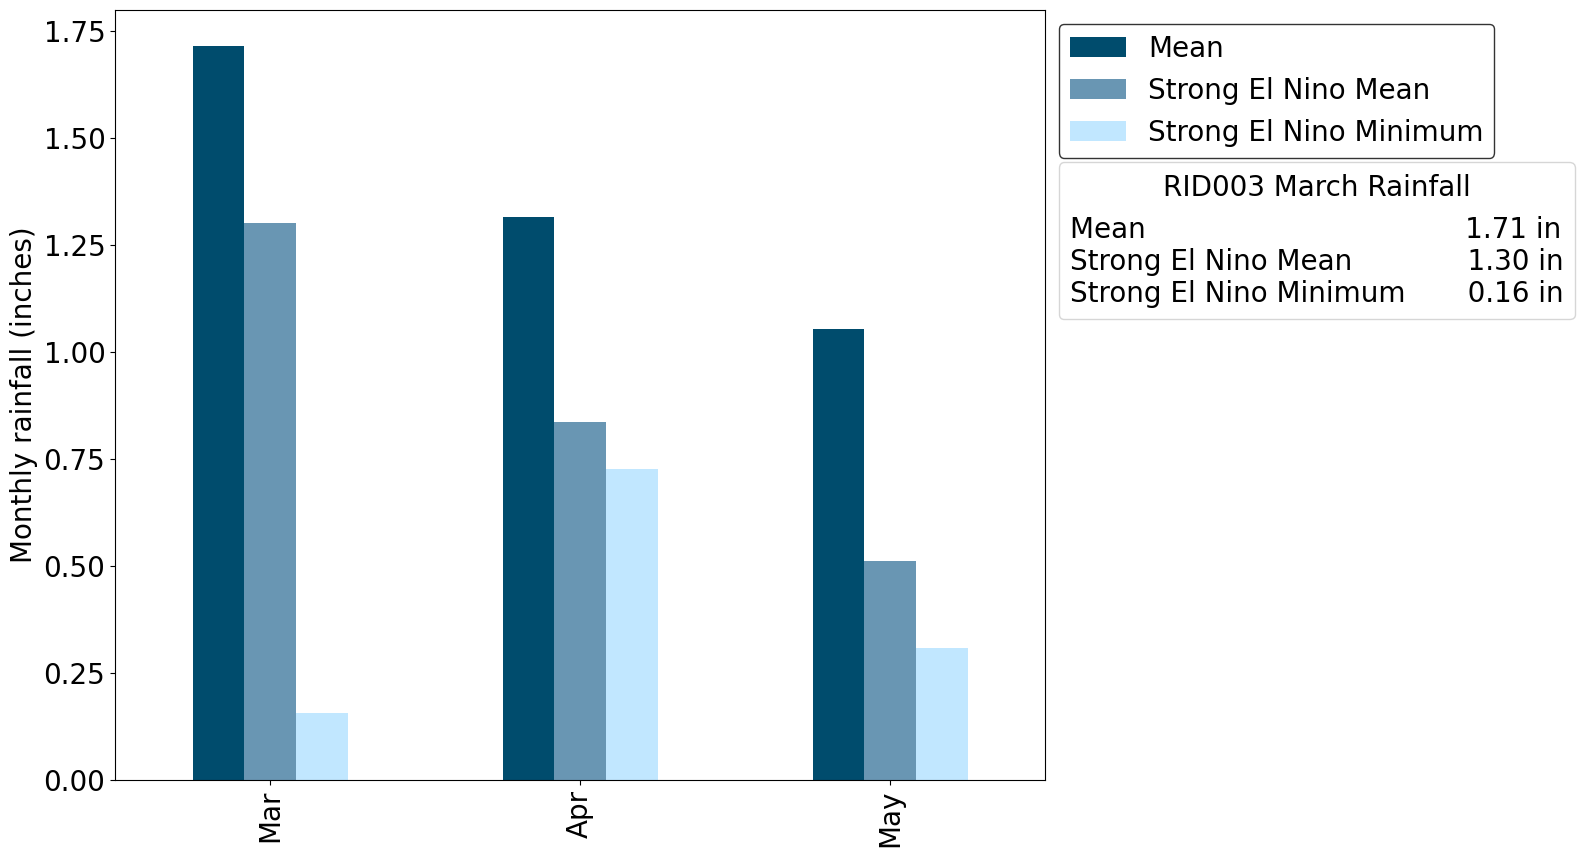 1.75
1.50
1.25
1.00
0.75
0.50
0.25
0.00
Monthly rainfall (inches)
Mar
Apr
May
Mean
Strong El Nino Mean
Strong El Nino Minimum
RID003 March Rainfall
Mean 1.71 in
Strong El Nino Mean 1.30 in
Strong El Nino Minimum 0.16 in